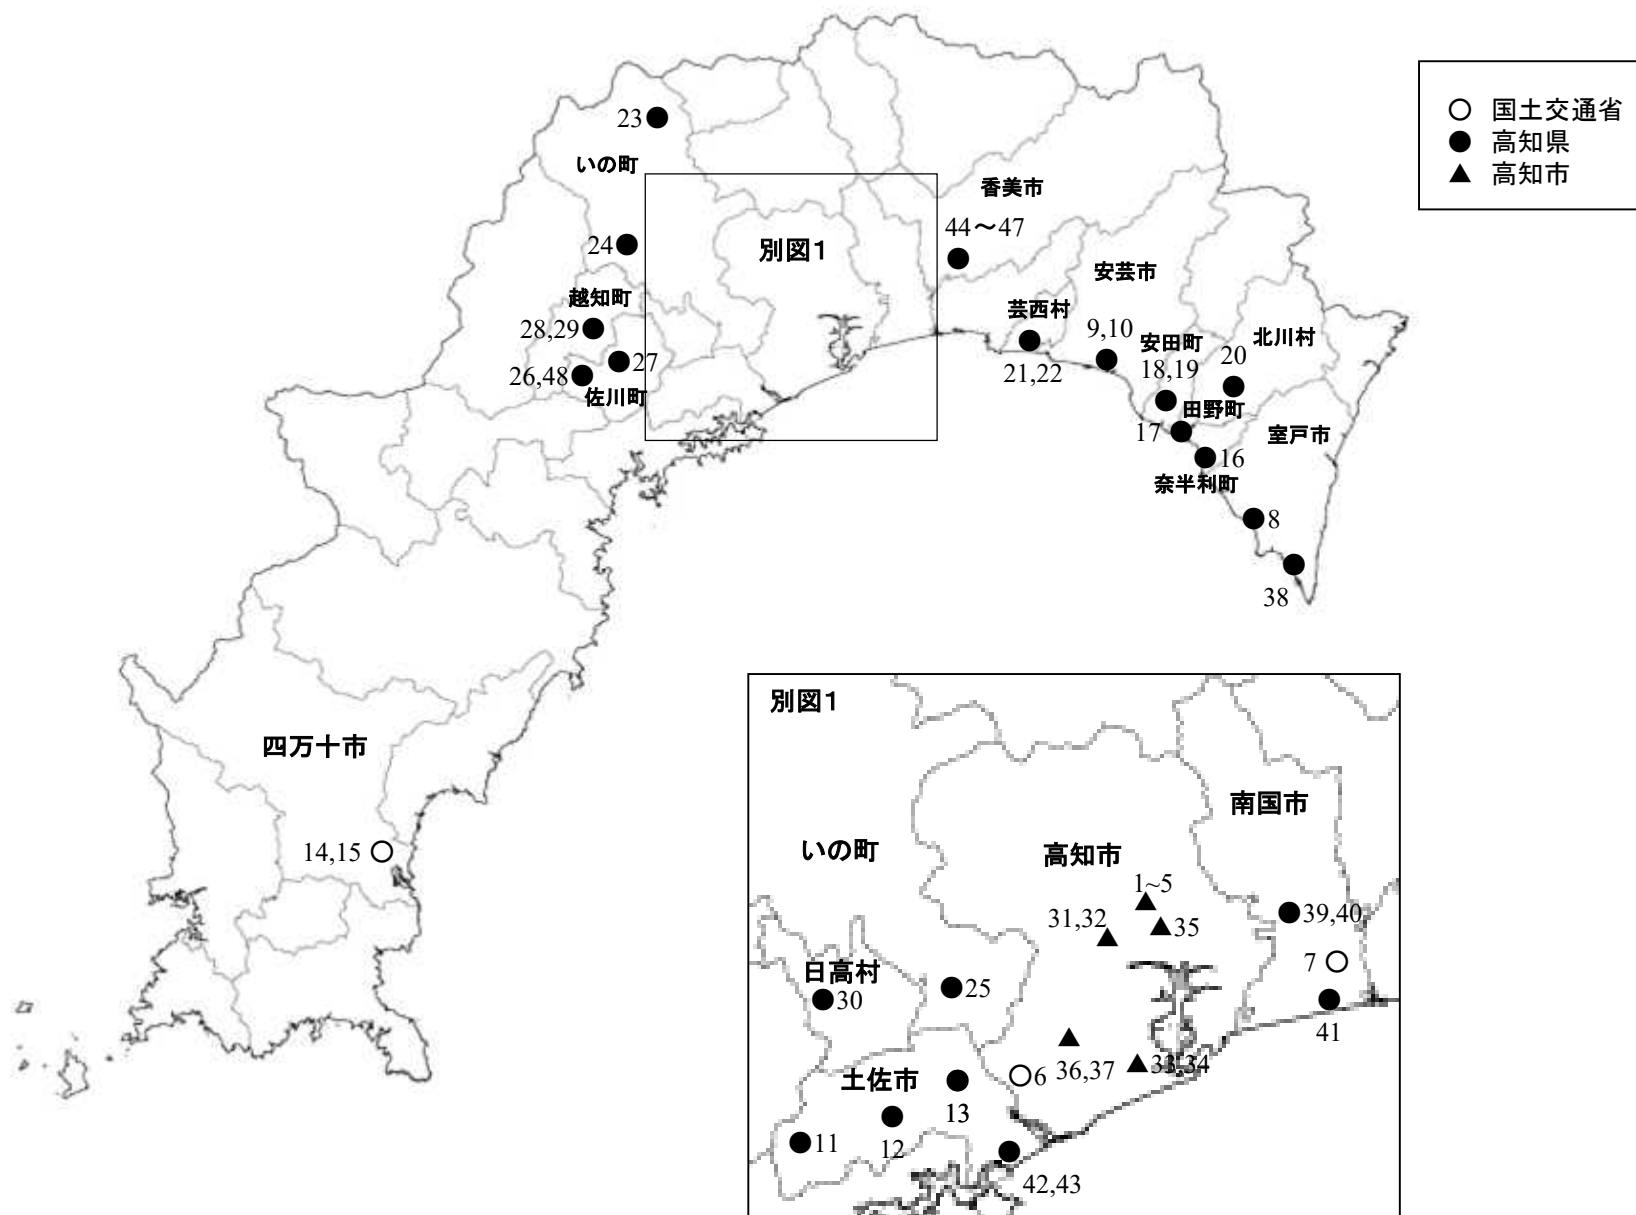 国土交通省
高知県
高知市
23
いの町
24
越知町
28,29
27
26,48
佐川町
別図1
香美市
44～47
安芸市
芸西村
21,22
9,10
安田町
18,19
20
北川村
田野町
17
室戸市
16
奈半利町
8
38
四万十市
14,15
別図1
南国市
いの町
高知市
1~5
31,32
35
39,40
7
41
日高村
30
25
36,37
33,34
6
土佐市
13
12
11
42,43